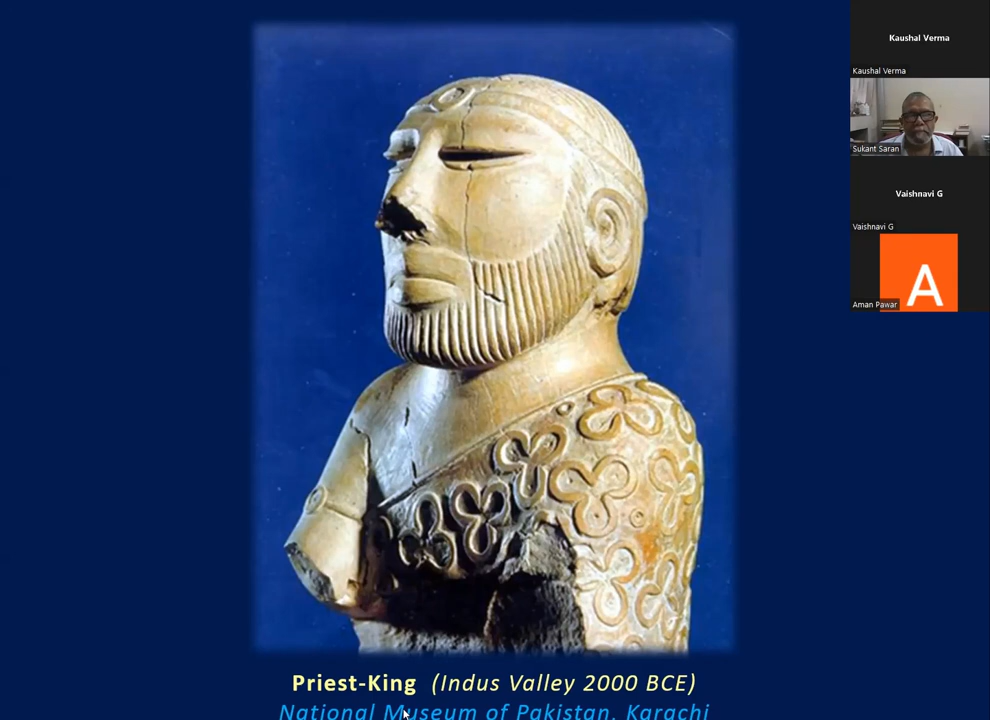 Kaushal Verma
Kaushal Verma
Sukant Saran
Vaishnavi G
Vaishnavi G
A
Aman Pawar
Priest-King (Indus Valley 2000 BCE)
National Museum of Pakistan, Karachi